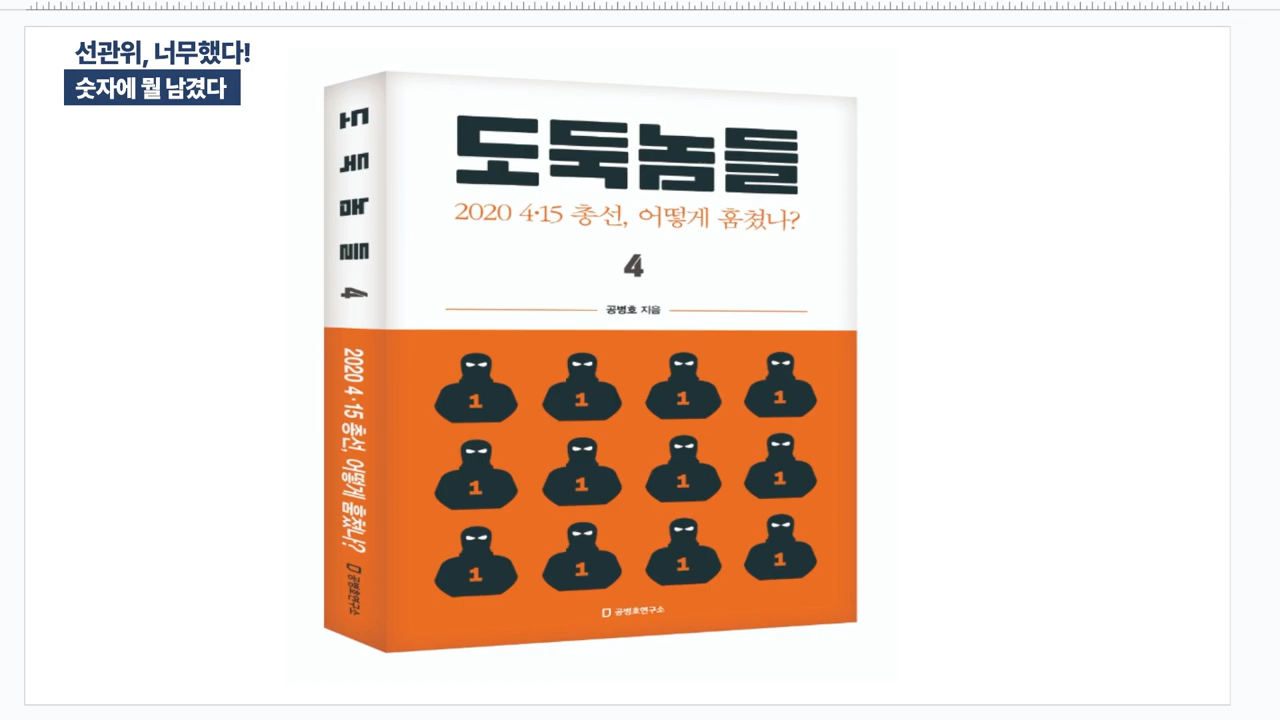 선관위, 너무했다!
숫자에 뭘 남겼다
도둑놈들 4
2020 4·15 총선, 어떻게 훔쳤나?
공병호연구소
도둑놈들
2020 4·15 총선, 어떻게 훔쳤나?
4
공병호 지음
1 1 1 1
1 1 1 1
1 1 1 1
공병호연구소